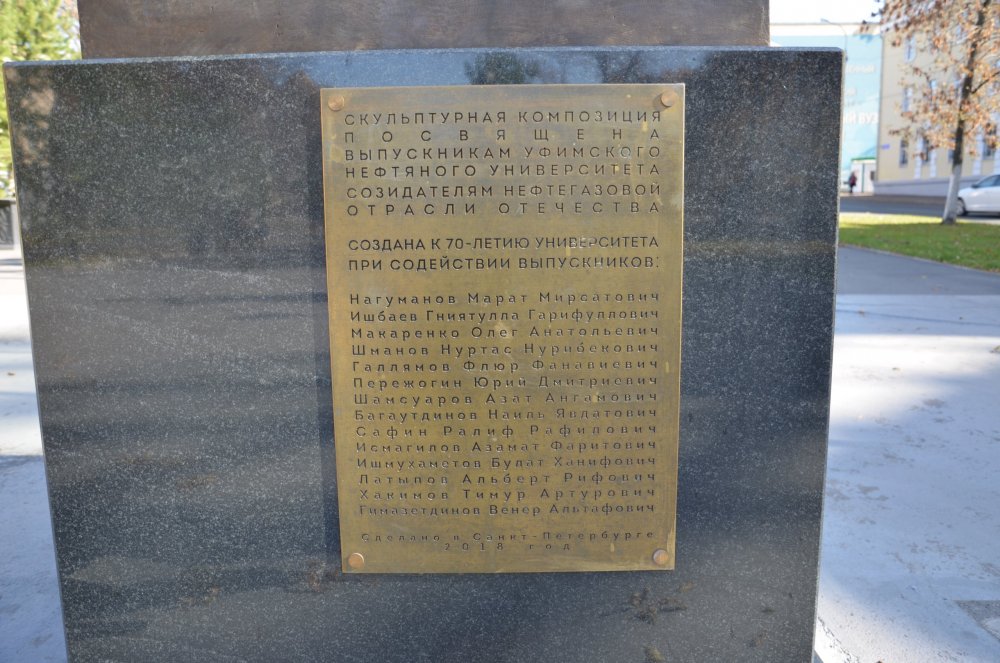 СКУЛЬПТУРНАЯ КОМПОЗИЦИЯ
ПОСВЯЩЕНА
ВЫПУСКНИКАМ УФИМСКОГО
НЕФТЯНОГО УНИВЕРСИТЕТА
СОЗИДАТЕЛЯМ НЕФТЕГАЗОВОЙ
ОТРАСЛИ ОТЕЧЕСТВА
СОЗДАНА К 70-ЛЕТИЮ УНИВЕРСИТЕТА
ПРИ СОДЕЙСТВИИ ВЫПУСКНИКОВ:
Нагуманов Марат Мирсатович
Ишбаев Гниятулла Гарифуллович
Макаренко Олег Анатольевич
Шманов Нуртас Нурибекович
Галлямов Флюр Фанавиевич
Пережогин Юрий Дмитриевич
Шамсуаров Азат Ангамович
Багаутдинов Наиль Явдатович
Сафин Ралиф Рафилович
Исмагилов Азамат Фаритович
Ишмухаметов Булат Ханифович
Латыпов Альберт Рифович
Хакимов Тимур Артурович
Гимазетдинов Венер Альтафович
Сделано в Санкт-Петербурге
2018 год
ВУЗ